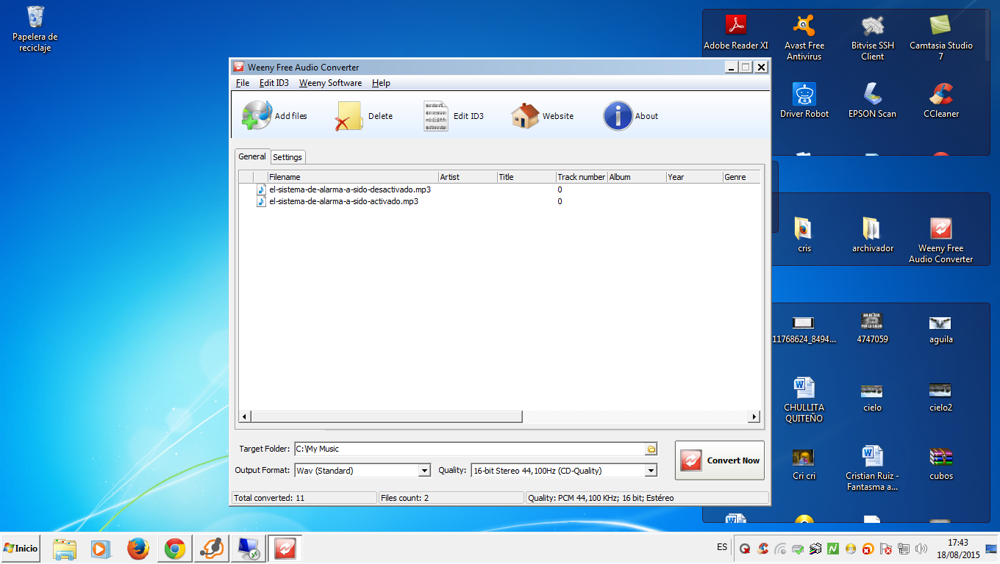 Papelera de
reciclaje
Adobe Reader XI
Avast Free
Antivirus
Bitvise SSH
Client
Camtasia Studio
7
Driver Robot
EPSON Scan
CCleaner
Weeny Free Audio Converter
File Edit ID3 Weeny Software Help
Add files Delete Edit ID3 Website About
General Settings
Filename Artist Title Track number Album Year Genre
el-sistema-de-alarma-a-sido-desactivado.mp3 0
el-sistema-de-alarma-a-sido-activado.mp3 0
cris
archivador
Weeny Free
Audio Converter
11768624_8494...
4747059
aguila
CHULLITA
QUITEÑO
cielo
cielo2
Cri cri
Cristian Ruiz -
Fantasma a...
cubos
Target Folder: C:\My Music
Output Format: Wav (Standard) Quality: 16-bit Stereo 44,100Hz (CD-Quality)
Convert Now
Total converted: 11 Files count: 2 Quality: PCM 44,100 KHz; 16 bit; Estéreo
Inicio
ES
17:43
18/08/2015